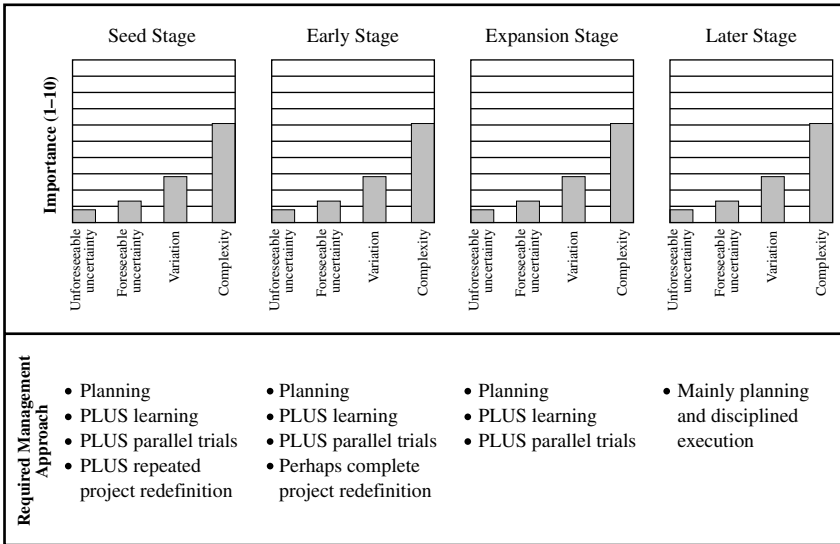 Seed Stage
Early Stage
Expansion Stage
Later Stage
Importance (1–10)
Unforeseeable
uncertainty
Foreseeable
uncertainty
Variation
Complexity
Unforeseeable
uncertainty
Foreseeable
uncertainty
Variation
Complexity
Unforeseeable
uncertainty
Foreseeable
uncertainty
Variation
Complexity
Unforeseeable
uncertainty
Foreseeable
uncertainty
Variation
Complexity
Required Management
Approach
• Planning
• PLUS learning
• PLUS parallel trials
• PLUS repeated
project redefinition
• Planning
• PLUS learning
• PLUS parallel trials
• Perhaps complete
project redefinition
• Planning
• PLUS learning
• PLUS parallel trials
• Mainly planning
and disciplined
execution